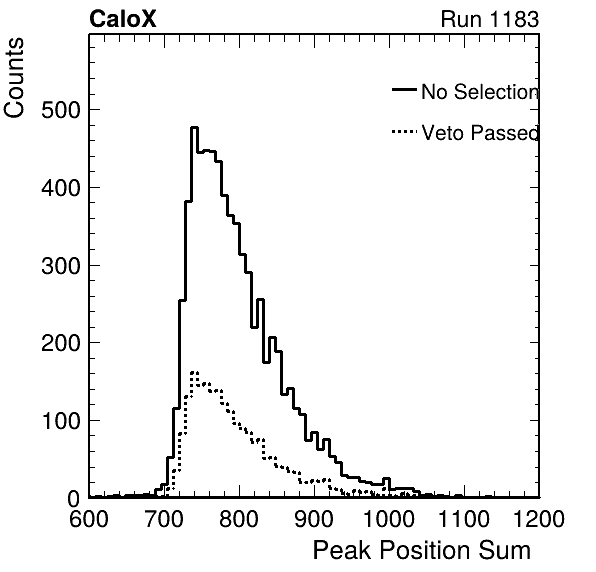 CaloX Run 1183
Counts
No Selection
Veto Passed
500
400
300
200
100
0
600 700 800 900 1000 1100 1200
Peak Position Sum